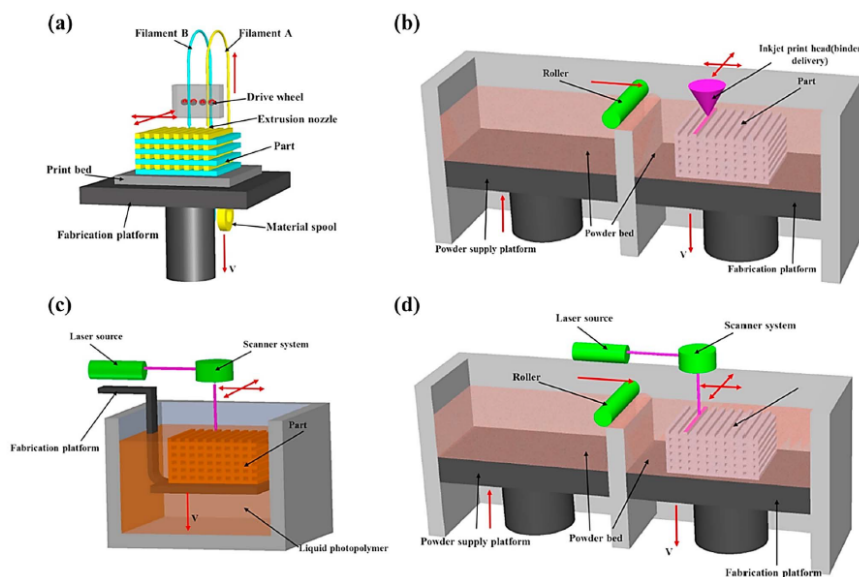 (a)
Filament B
Filament A
Drive wheel
Extrusion nozzle
Part
Print bed
Fabrication platform
Material spool
V
(b)
Inkjet print head(binder
delivery)
Roller
Part
Powder bed
Powder supply platform
V
Fabrication platform
(c)
Laser source
Scanner system
Fabrication platform
Part
V
Liquid photopolymer
(d)
Laser source
Scanner system
Roller
Powder supply platform
Powder bed
V
Fabrication platform